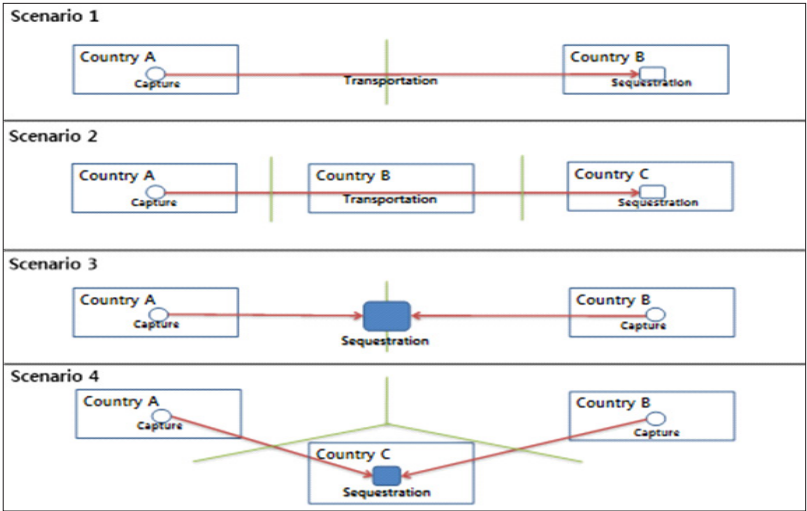 Scenario 1
Country A
Capture
Transportation
Country B
Sequestration
Scenario 2
Country A
Capture
Country B
Transportation
Country C
Sequestration
Scenario 3
Country A
Capture
Sequestration
Country B
Capture
Scenario 4
Country A
Capture
Country B
Capture
Country C
Sequestration